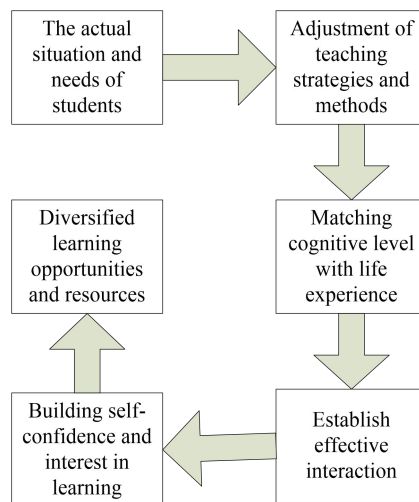 The actual
situation and
needs of
students
Adjustment of
teaching
strategies and
methods
Matching
cognitive level
with life
experience
Establish
effective
interaction
Building self-
confidence and
interest in
learning
Diversified
learning
opportunities
and resources